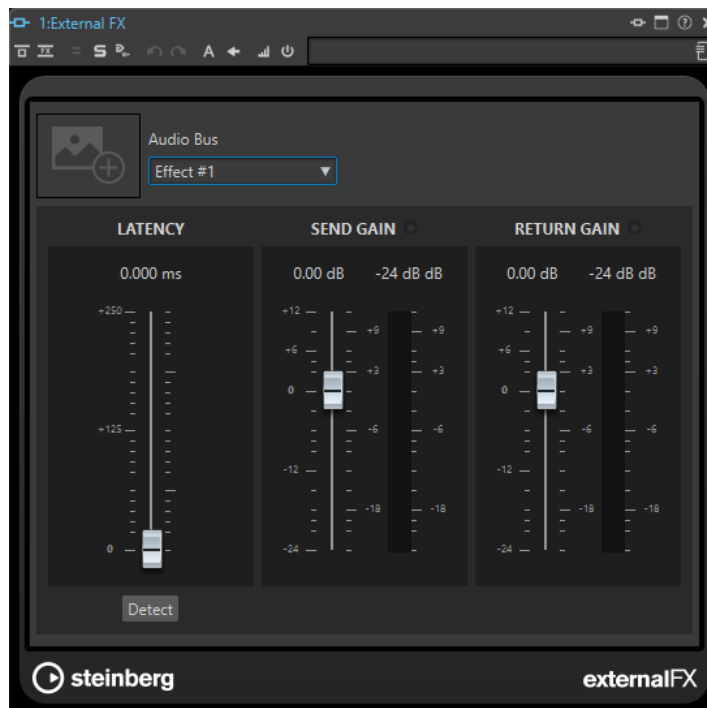 1:External FX
FX = S A
Audio Bus
Effect #1
LATENCY SEND GAIN RETURN GAIN
0.000 ms 0.00 dB -24 dB dB 0.00 dB -24 dB dB
+250 +12 +12
+9 +9 +9 +9
+6 +6
+3 +3 +3 +3
0 0
+125 -6 -6 -6 -6
-12 -12
-18 -18 -18 -18
0 -24 -24
Detect
steinberg externalFX